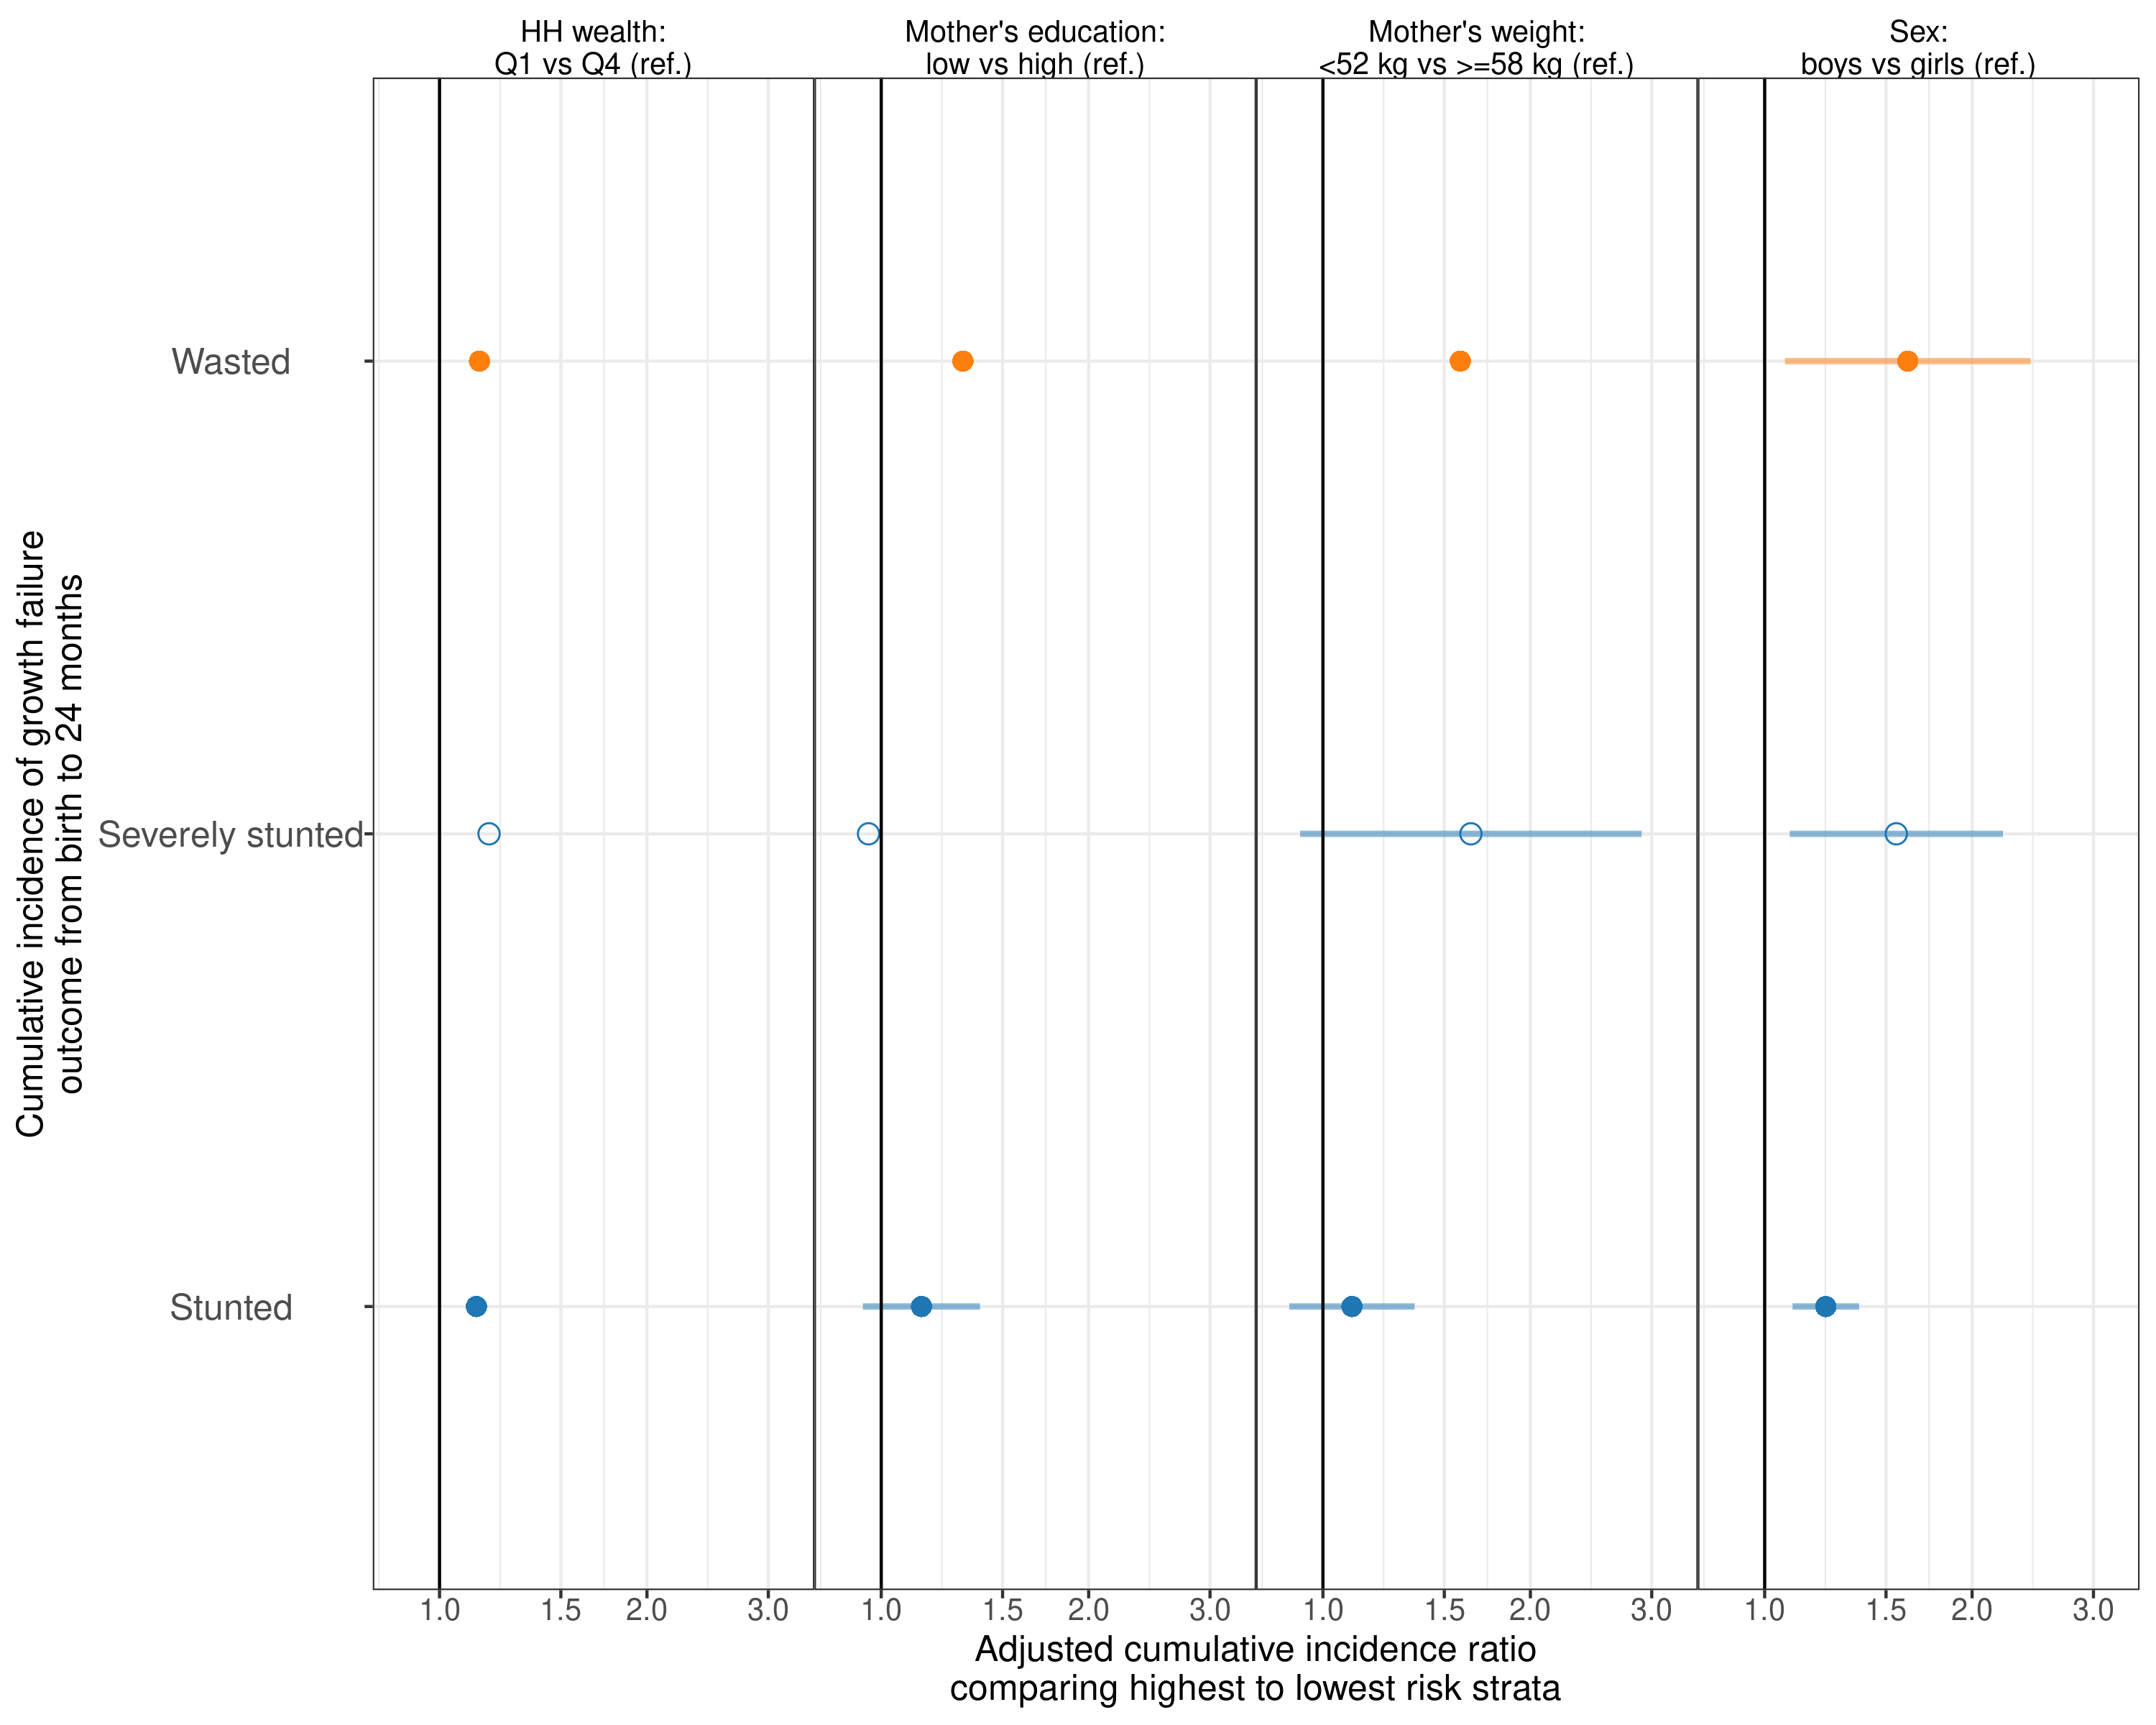 HH wealth:
Q1 vs Q4 (ref.)
Mother's education:
low vs high (ref.)
Mother's weight:
<52 kg vs >=58 kg (ref.)
Sex:
boys vs girls (ref.)
Cumulative incidence of growth failure
outcome from birth to 24 months
Wasted
Severely stunted
Stunted
1.0 1.5 2.0 3.0 1.0 1.5 2.0 3.0 1.0 1.5 2.0 3.0 1.0 1.5 2.0 3.0
Adjusted cumulative incidence ratio
comparing highest to lowest risk strata